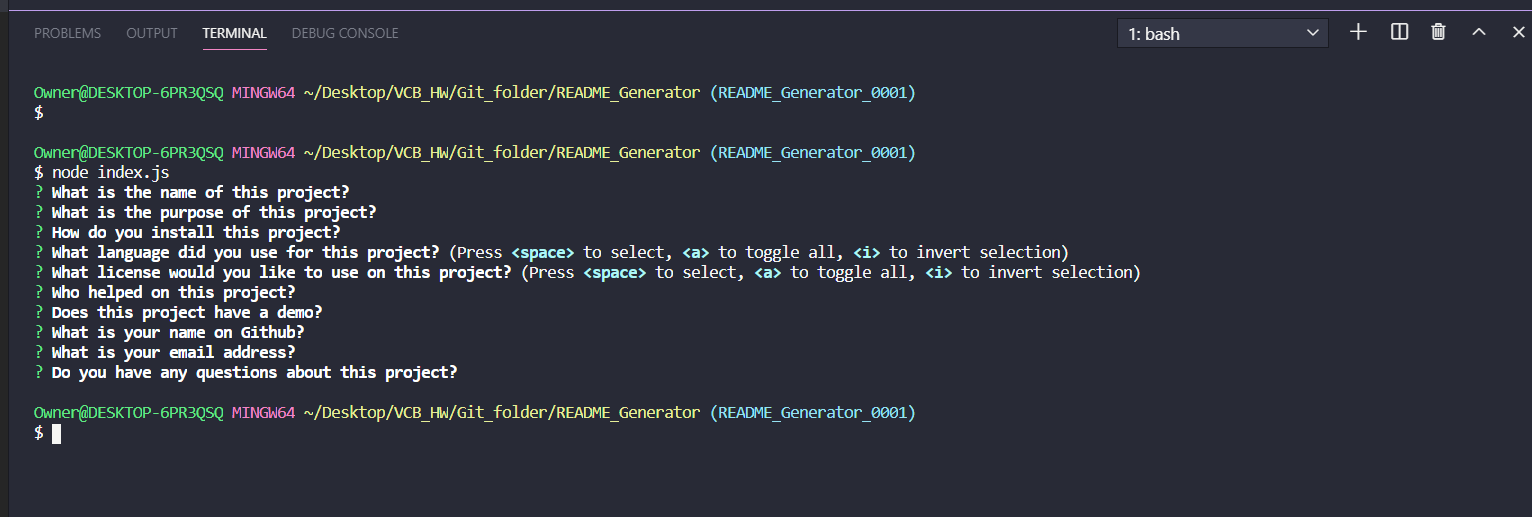 PROBLEMS OUTPUT TERMINAL DEBUG CONSOLE 1: bash
Owner@DESKTOP-6PR3QSQ MINGW64 ~/Desktop/VCB_HW/Git_folder/README_Generator (README_Generator_0001)
$
Owner@DESKTOP-6PR3QSQ MINGW64 ~/Desktop/VCB_HW/Git_folder/README_Generator (README_Generator_0001)
$ node index.js
? What is the name of this project?
? What is the purpose of this project?
? How do you install this project?
? What language did you use for this project? (Press <space> to select, <a> to toggle all, <i> to invert selection)
? What license would you like to use on this project? (Press <space> to select, <a> to toggle all, <i> to invert selection)
? Who helped on this project?
? Does this project have a demo?
? What is your name on Github?
? What is your email address?
? Do you have any questions about this project?
Owner@DESKTOP-6PR3QSQ MINGW64 ~/Desktop/VCB_HW/Git_folder/README_Generator (README_Generator_0001)
$